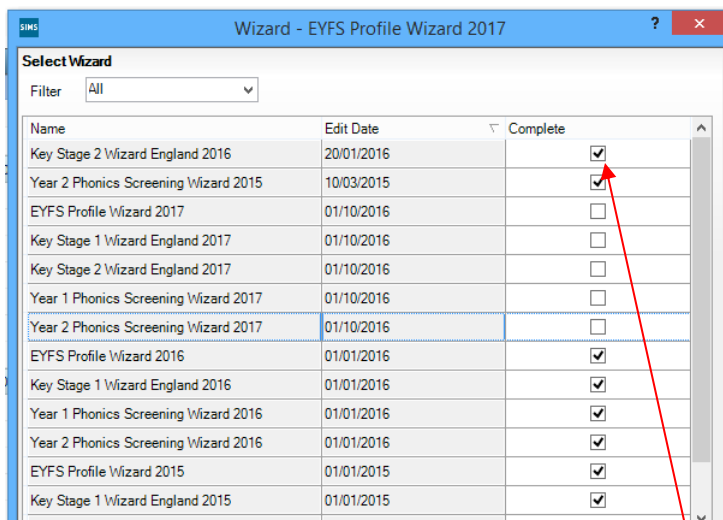 SIMS Wizard - EYFS Profile Wizard 2017 ?
Select Wizard
Filter All
Name Edit Date Complete
Key Stage 2 Wizard England 2016 20/01/2016
Year 2 Phonics Screening Wizard 2015 10/03/2015
EYFS Profile Wizard 2017 01/10/2016
Key Stage 1 Wizard England 2017 01/10/2016
Key Stage 2 Wizard England 2017 01/10/2016
Year 1 Phonics Screening Wizard 2017 01/10/2016
Year 2 Phonics Screening Wizard 2017 01/10/2016
EYFS Profile Wizard 2016 01/01/2016
Key Stage 1 Wizard England 2016 01/01/2016
Year 1 Phonics Screening Wizard 2016 01/01/2016
Year 2 Phonics Screening Wizard 2016 01/01/2016
EYFS Profile Wizard 2015 01/01/2015
Key Stage 1 Wizard England 2015 01/01/2015